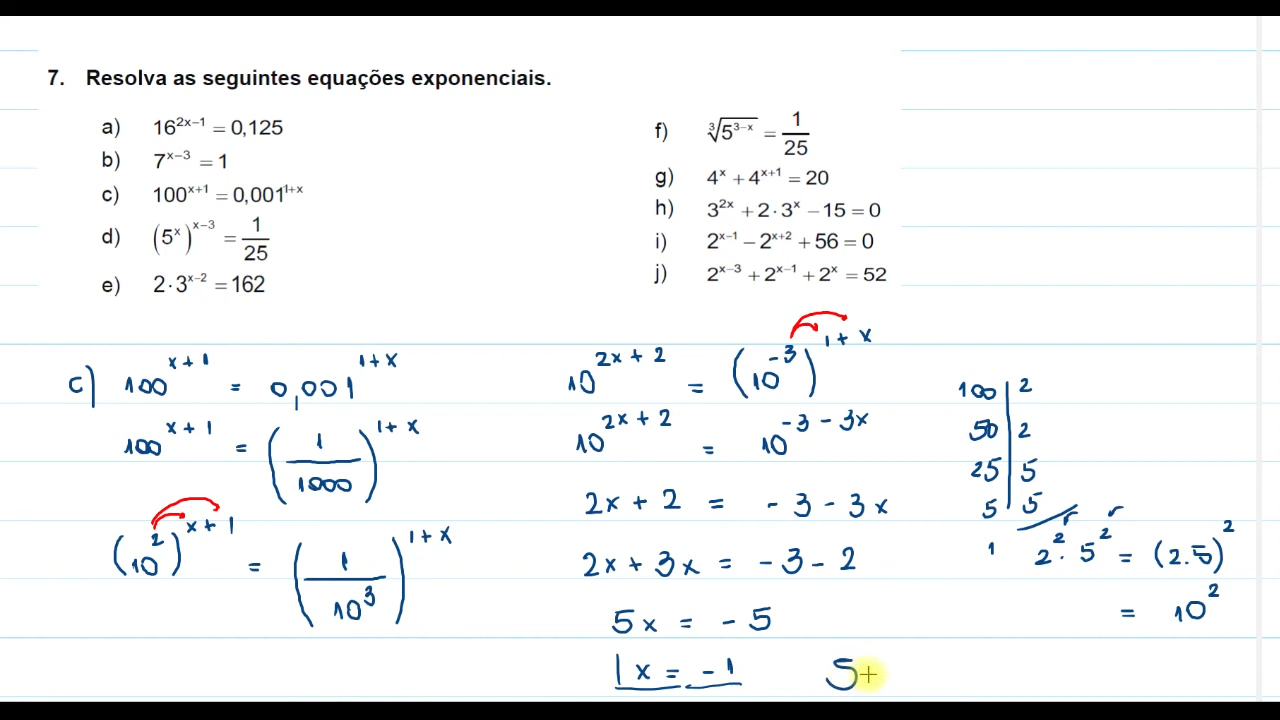 7. Resolva as seguintes equações exponenciais.
a) 16^{2x−1} = 0,125
b) 7^{x−3} = 1
c) 100^{x+1} = 0,001^{1+x}
d) (5^x)^{x−3} = 1/25
e) 2·3^{x−2} = 162
f) ∛(5^{3−x}) = 1/25
g) 4^x + 4^{x+1} = 20
h) 3^{2x} + 2·3^x − 15 = 0
i) 2^{x−1} − 2^{x+2} + 56 = 0
j) 2^{x−3} + 2^{x−1} + 2^x = 52
c) 100^{x+1} = 0,001^{1+x}
100^{x+1} = (1/1000)^{1+x}
(10^2)^{x+1} = (1/10^3)^{1+x}
10^{2x+2} = (10^{-3})^{1+x}
10^{2x+2} = 10^{-3-3x}
2x + 2 = -3 - 3x
2x + 3x = -3 - 2
5x = -5
x = -1
S
100 | 2
50 | 2
25 | 5
5 | 5
1 2^2 . 5^2 = (2.5)^2
= 10^2